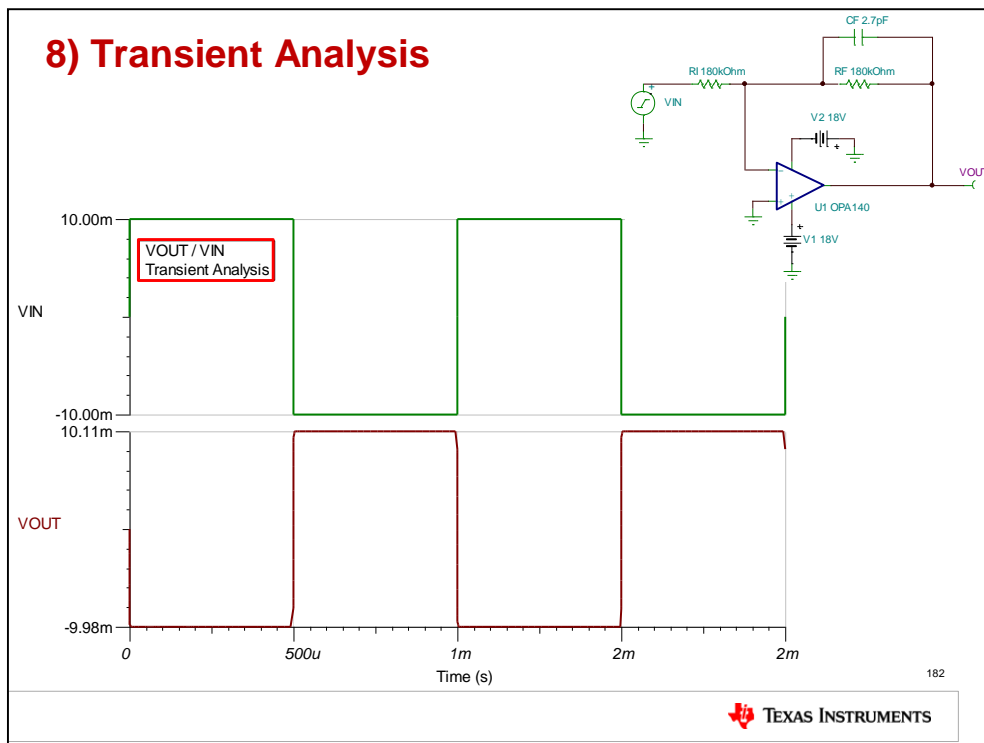 8) Transient Analysis
CF 2.7pF
RI 180kOhm
RF 180kOhm
+
VIN
V2 18V
+
VOUT
-
+
+
U1 OPA140
+
V1 18V
10.00m
VOUT / VIN
Transient Analysis
VIN
-10.00m
10.11m
VOUT
-9.98m
0
500u
1m
2m
2m
Time (s)
182
TEXAS INSTRUMENTS